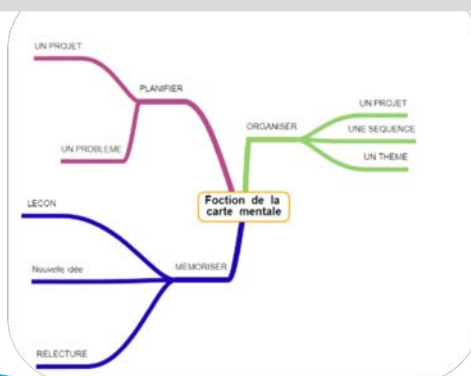 UN PROJET
PLANIFIER
UN PROBLEME
ORGANISER
UN PROJET
UNE SEQUENCE
UN THEME
Foction de la
carte mentale
LECON
MEMORISER
Nouvelle idée
RELECTURE